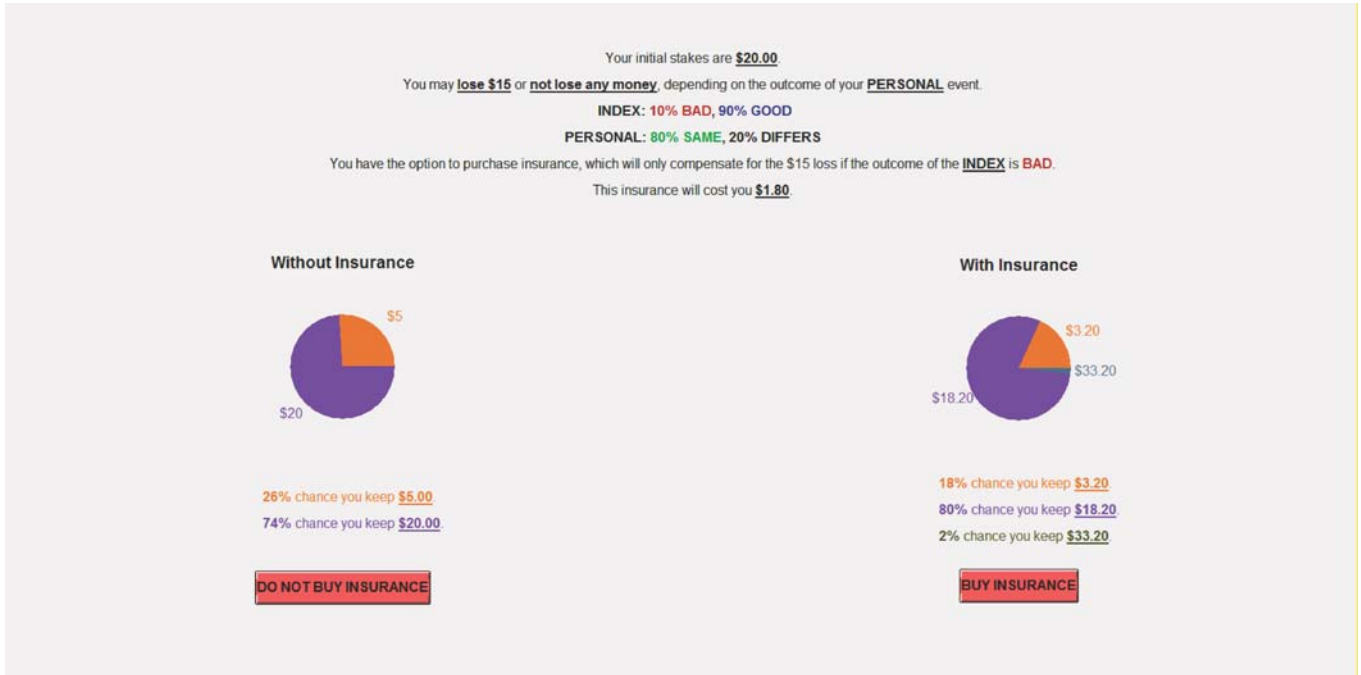 Your initial stakes are $20.00.
You may lose $15 or not lose any money, depending on the outcome of your PERSONAL event.
INDEX: 10% BAD, 90% GOOD
PERSONAL: 80% SAME, 20% DIFFERS
You have the option to purchase insurance, which will only compensate for the $15 loss if the outcome of the INDEX is BAD.
This insurance will cost you $1.80.
Without Insurance
$5
$20
26% chance you keep $5.00.
74% chance you keep $20.00.
DO NOT BUY INSURANCE
With Insurance
$3.20
$33.20
$18.20
18% chance you keep $3.20.
80% chance you keep $18.20.
2% chance you keep $33.20.
BUY INSURANCE